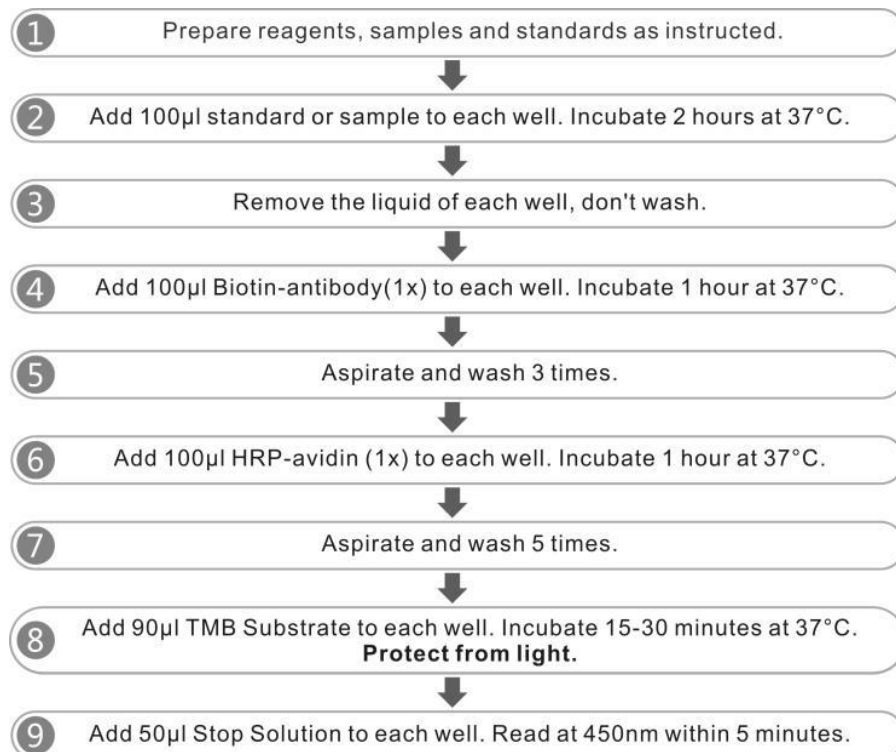 1 Prepare reagents, samples and standards as instructed.
2 Add 100μl standard or sample to each well. Incubate 2 hours at 37°C.
3 Remove the liquid of each well, don't wash.
4 Add 100μl Biotin-antibody(1x) to each well. Incubate 1 hour at 37°C.
5 Aspirate and wash 3 times.
6 Add 100μl HRP-avidin (1x) to each well. Incubate 1 hour at 37°C.
7 Aspirate and wash 5 times.
8 Add 90μl TMB Substrate to each well. Incubate 15-30 minutes at 37°C.
Protect from light.
9 Add 50μl Stop Solution to each well. Read at 450nm within 5 minutes.